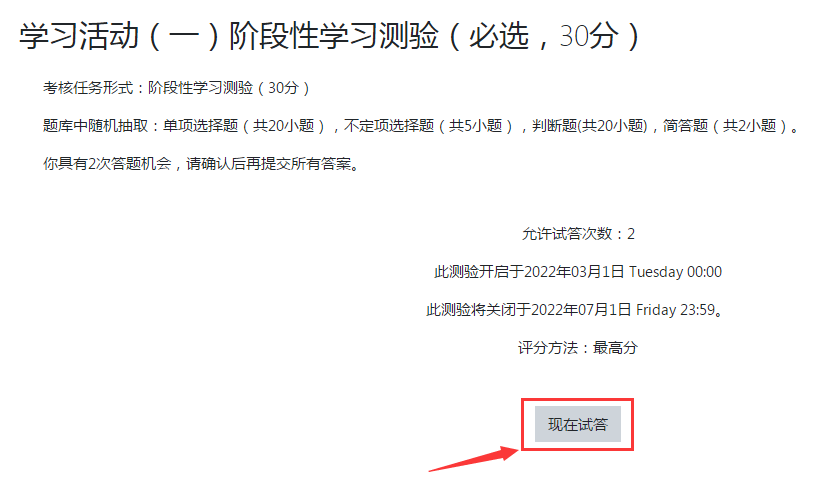 学习活动（一）阶段性学习测验（必选，30分）
考核任务形式：阶段性学习测验（30分）
题库中随机抽取：单项选择题（共20小题），不定项选择题（共5小题），判断题(共20小题)，简答题（共2小题）。
你具有2次答题机会，请确认后再提交所有答案。
允许试答次数：2
此测验开启于2022年03月1日 Tuesday 00:00
此测验将关闭于2022年07月1日 Friday 23:59。
评分方法：最高分
现在试答